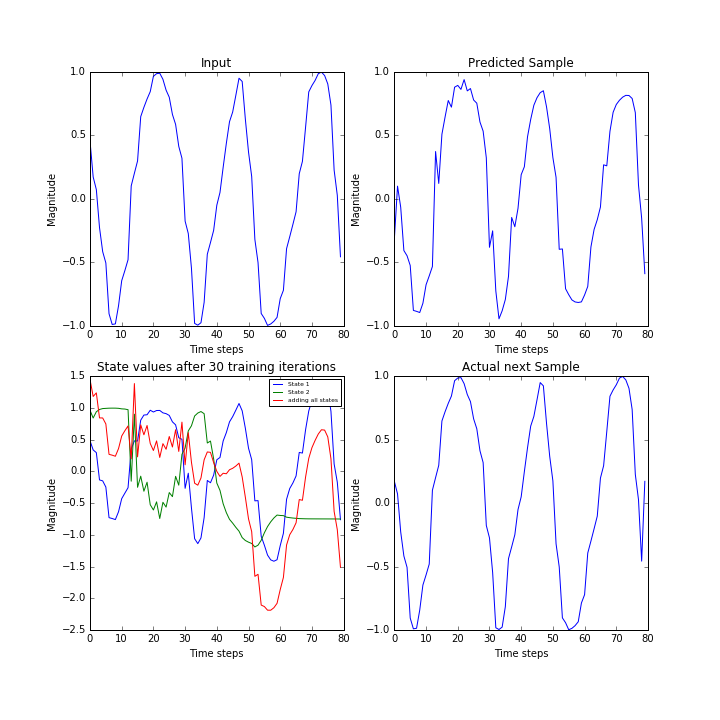 Input
1.0
0.5
0.0
−0.5
−1.0
Magnitude
0 10 20 30 40 50 60 70 80
Time steps
Predicted Sample
1.0
0.5
0.0
−0.5
−1.0
Magnitude
0 10 20 30 40 50 60 70 80
Time steps
State values after 30 training iterations
1.5
1.0
0.5
0.0
−0.5
−1.0
−1.5
−2.0
−2.5
Magnitude
State 1
State 2
adding all states
0 10 20 30 40 50 60 70 80
Time steps
Actual next Sample
1.0
0.5
0.0
−0.5
−1.0
Magnitude
0 10 20 30 40 50 60 70 80
Time steps